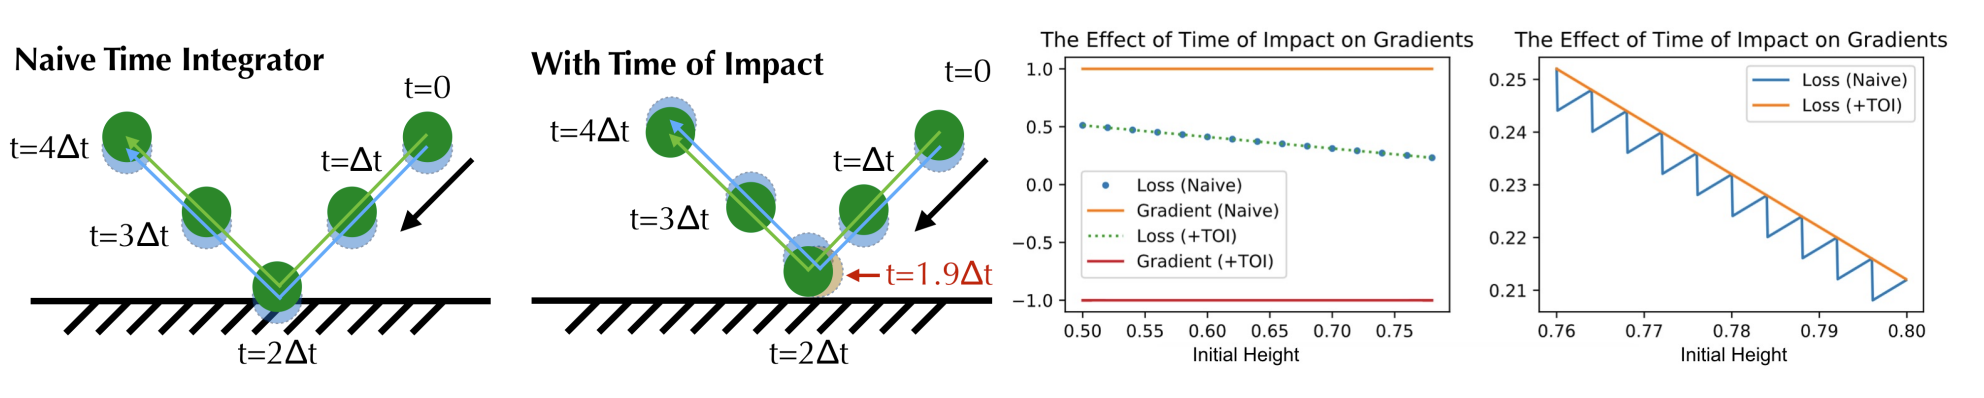 Naive Time Integrator
t=0
t=4Δt
t=Δt
t=3Δt
t=2Δt
With Time of Impact
t=0
t=4Δt
t=Δt
t=3Δt
t=1.9Δt
t=2Δt
The Effect of Time of Impact on Gradients
1.0
0.5
0.0
−0.5
−1.0
Loss (Naive)
Gradient (Naive)
Loss (+TOI)
Gradient (+TOI)
0.50 0.55 0.60 0.65 0.70 0.75
Initial Height
The Effect of Time of Impact on Gradients
0.25
0.24
0.23
0.22
0.21
Loss (Naive)
Loss (+TOI)
0.76 0.77 0.78 0.79 0.80
Initial Height